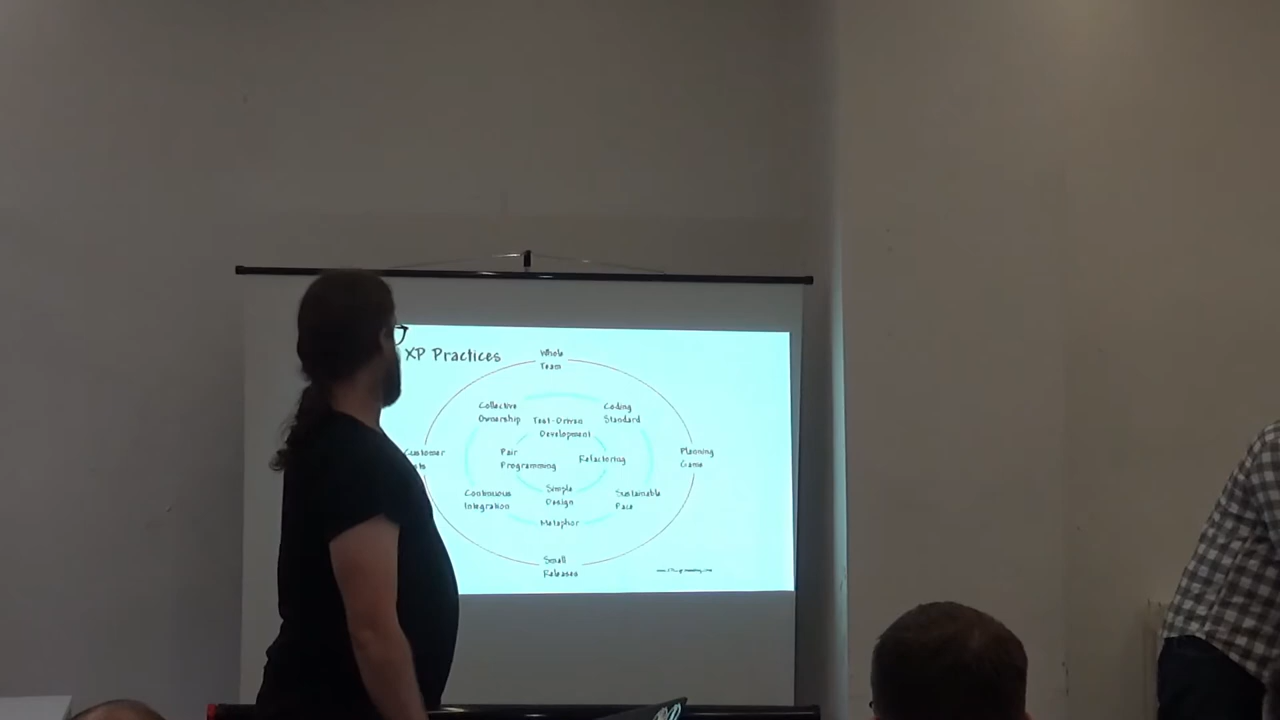 XP Practices
Whole
Team
Collective
Ownership
Coding
Standard
Test-Driven
Development
Customer
Pair
Programming
Refactoring
Planning
Game
Continuous
Integration
Simple
Design
Sustainable
Pace
Metaphor
Small
Releases